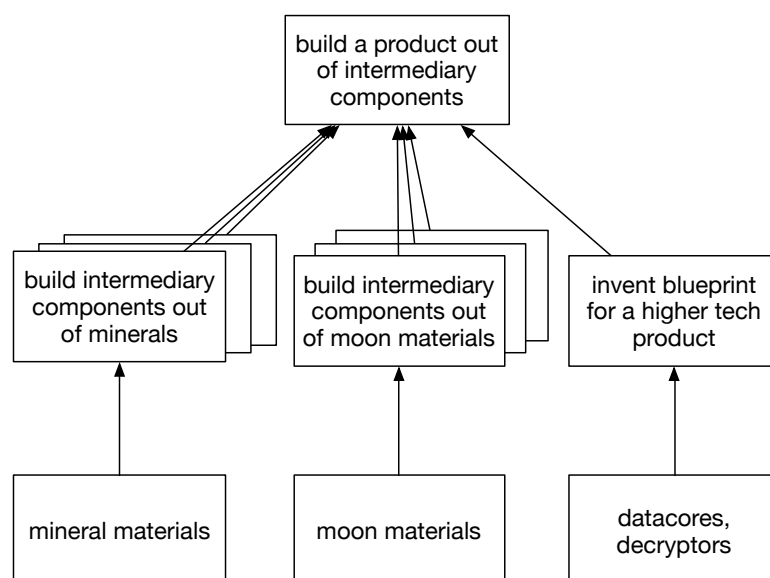 build a product out
of intermediary
components
build intermediary
components out
of minerals
build intermediary
components out
of moon materials
invent blueprint
for a higher tech
product
mineral materials
moon materials
datacores,
decryptors